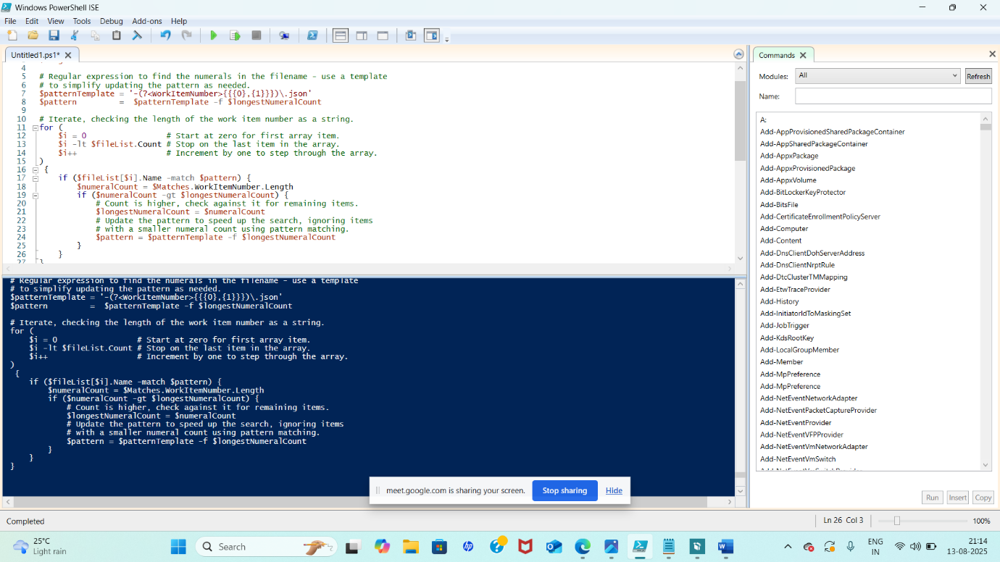 Windows PowerShell ISE
File Edit View Tools Debug Add-ons Help
Untitled1.ps1*
4
5 # Regular expression to find the numerals in the filename - use a template
6 # to simplify updating the pattern as needed.
7 $patternTemplate = '-(?<WorkItemNumber>{{{0},{1}}})\.json'
8 $pattern = $patternTemplate -f $longestNumeralCount
9
10 # Iterate, checking the length of the work item number as a string.
11 for (
12 $i = 0 # Start at zero for first array item.
13 $i -lt $fileList.Count # Stop on the last item in the array.
14 $i++ # Increment by one to step through the array.
15 )
16 {
17 if ($fileList[$i].Name -match $pattern) {
18 $numeralCount = $Matches.WorkItemNumber.Length
19 if ($numeralCount -gt $longestNumeralCount) {
20 # Count is higher, check against it for remaining items.
21 $longestNumeralCount = $numeralCount
22 # Update the pattern to speed up the search, ignoring items
23 # with a smaller numeral count using pattern matching.
24 $pattern = $patternTemplate -f $longestNumeralCount
25 }
26 }
27 }
# Regular expression to find the numerals in the filename - use a template
# to simplify updating the pattern as needed.
$patternTemplate = '-(?<WorkItemNumber>{{{0},{1}}})\.json'
$pattern = $patternTemplate -f $longestNumeralCount
# Iterate, checking the length of the work item number as a string.
for (
$i = 0 # Start at zero for first array item.
$i -lt $fileList.Count # Stop on the last item in the array.
$i++ # Increment by one to step through the array.
)
{
if ($fileList[$i].Name -match $pattern) {
$numeralCount = $Matches.WorkItemNumber.Length
if ($numeralCount -gt $longestNumeralCount) {
# Count is higher, check against it for remaining items.
$longestNumeralCount = $numeralCount
# Update the pattern to speed up the search, ignoring items
# with a smaller numeral count using pattern matching.
$pattern = $patternTemplate -f $longestNumeralCount
}
}
}
Commands
Modules: All Refresh
Name:
A:
Add-AppProvisionedSharedPackageContainer
Add-AppSharedPackageContainer
Add-AppxPackage
Add-AppxProvisionedPackage
Add-AppxVolume
Add-BitLockerKeyProtector
Add-BitsFile
Add-CertificateEnrollmentPolicyServer
Add-Computer
Add-Content
Add-DnsClientDohServerAddress
Add-DnsClientNrptRule
Add-DtcClusterTMMapping
Add-EtwTraceProvider
Add-History
Add-InitiatorIdToMaskingSet
Add-JobTrigger
Add-KdsRootKey
Add-LocalGroupMember
Add-Member
Add-MpPreference
Add-MpPreference
Add-NetEventNetworkAdapter
Add-NetEventPacketCaptureProvider
Add-NetEventProvider
Add-NetEventVFPProvider
Add-NetEventVmNetworkAdapter
Add-NetEventVmSwitch
Run Insert Copy
meet.google.com is sharing your screen. Stop sharing Hide
Completed
Ln 26 Col 3
100%
25°C
Light rain
Search
ENG
IN
21:14
13-08-2025